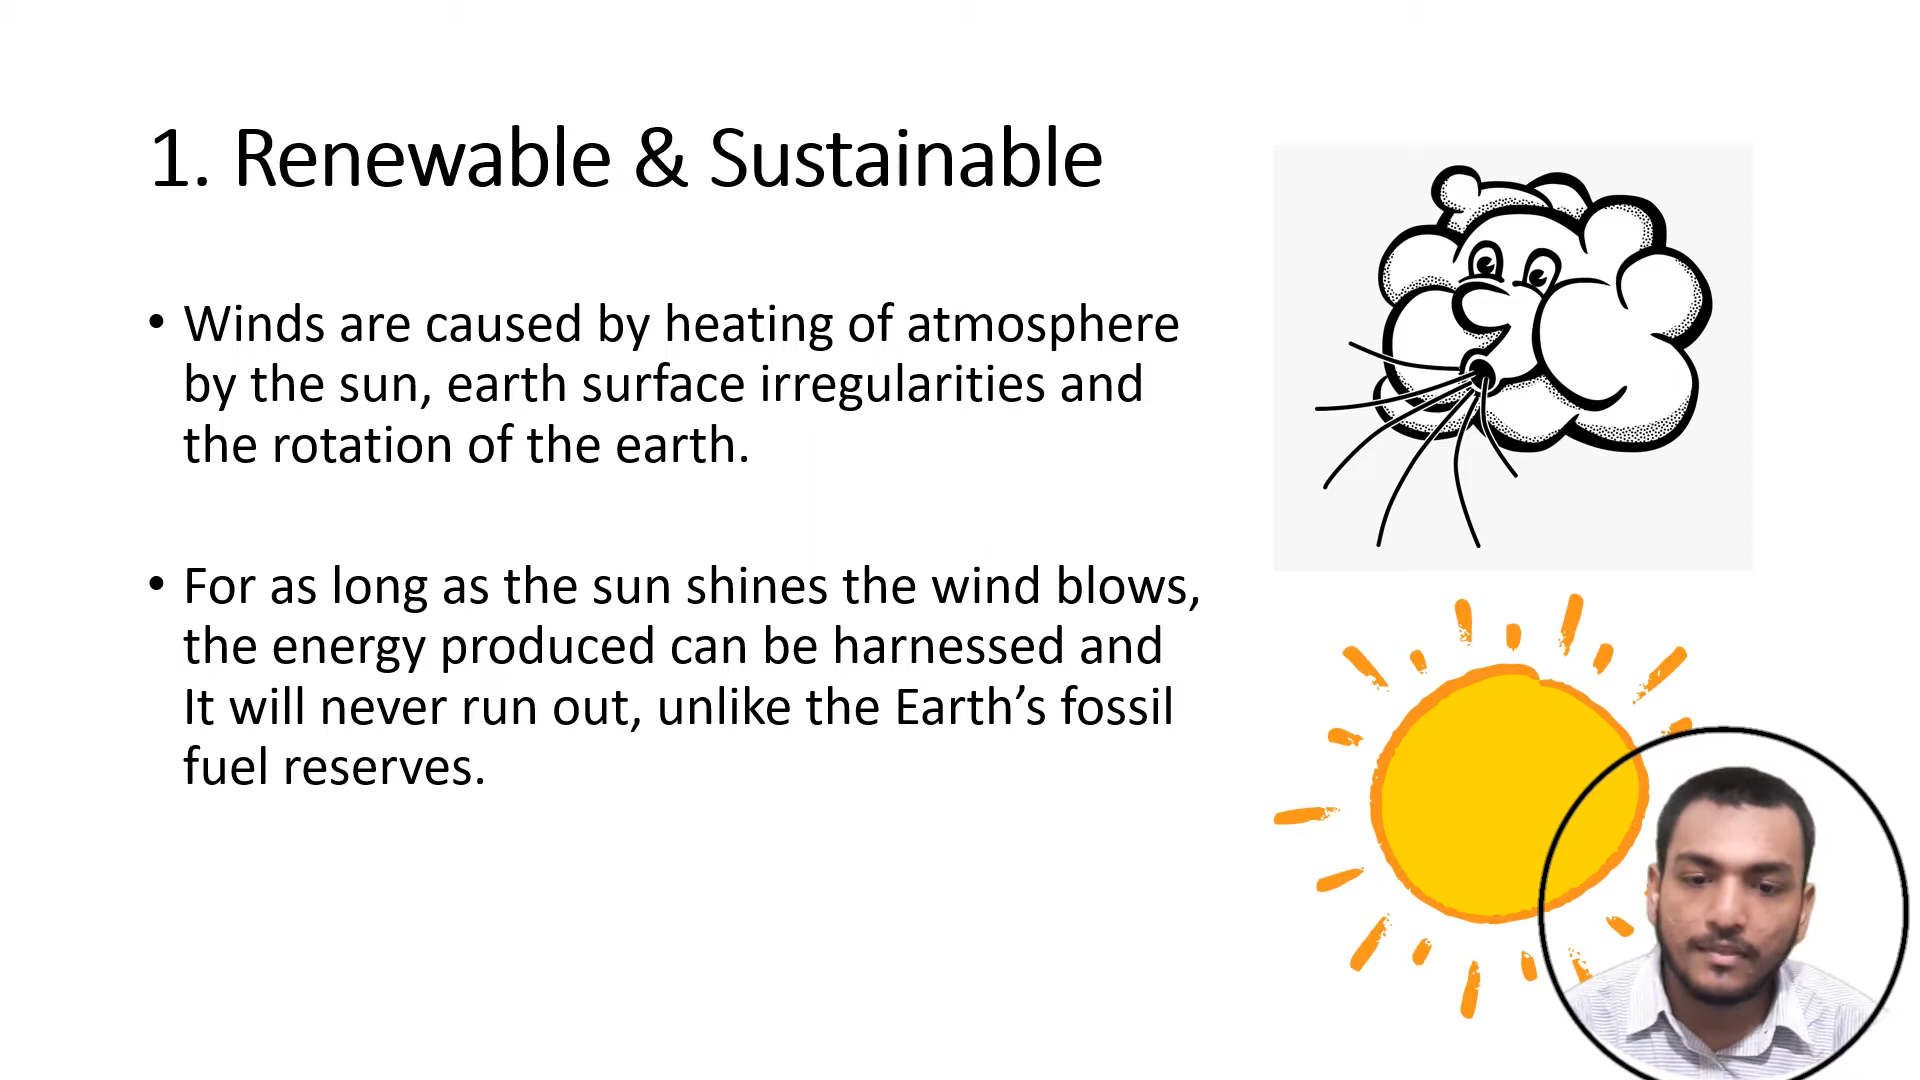 1. Renewable & Sustainable
• Winds are caused by heating of atmosphere
by the sun, earth surface irregularities and
the rotation of the earth.
• For as long as the sun shines the wind blows,
the energy produced can be harnessed and
It will never run out, unlike the Earth’s fossil
fuel reserves.